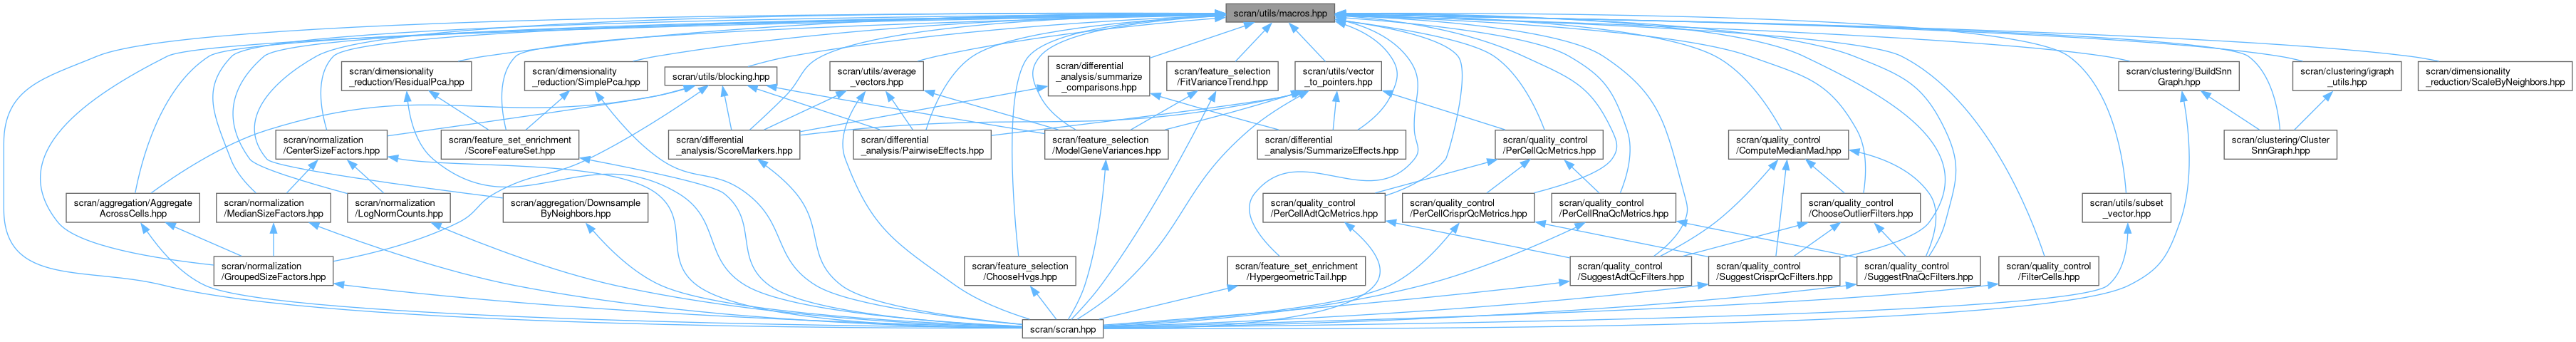 scran/utils/macros.hpp
scran/dimensionality
_reduction/ResidualPca.hpp
scran/dimensionality
_reduction/SimplePca.hpp
scran/utils/blocking.hpp
scran/utils/average
_vectors.hpp
scran/differential
_analysis/summarize
_comparisons.hpp
scran/feature_selection
/FitVarianceTrend.hpp
scran/utils/vector
_to_pointers.hpp
scran/clustering/BuildSnn
Graph.hpp
scran/clustering/igraph
_utils.hpp
scran/dimensionality
_reduction/ScaleByNeighbors.hpp
scran/normalization
/CenterSizeFactors.hpp
scran/feature_set_enrichment
/ScoreFeatureSet.hpp
scran/differential
_analysis/ScoreMarkers.hpp
scran/differential
_analysis/PairwiseEffects.hpp
scran/feature_selection
/ModelGeneVariances.hpp
scran/differential
_analysis/SummarizeEffects.hpp
scran/quality_control
/PerCellQcMetrics.hpp
scran/quality_control
/ComputeMedianMad.hpp
scran/clustering/Cluster
SnnGraph.hpp
scran/aggregation/Aggregate
AcrossCells.hpp
scran/normalization
/MedianSizeFactors.hpp
scran/normalization
/LogNormCounts.hpp
scran/aggregation/Downsample
ByNeighbors.hpp
scran/quality_control
/PerCellAdtQcMetrics.hpp
scran/quality_control
/PerCellCrisprQcMetrics.hpp
scran/quality_control
/PerCellRnaQcMetrics.hpp
scran/quality_control
/ChooseOutlierFilters.hpp
scran/utils/subset
_vector.hpp
scran/normalization
/GroupedSizeFactors.hpp
scran/feature_selection
/ChooseHvgs.hpp
scran/feature_set_enrichment
/HypergeometricTail.hpp
scran/quality_control
/SuggestAdtQcFilters.hpp
scran/quality_control
/SuggestCrisprQcFilters.hpp
scran/quality_control
/SuggestRnaQcFilters.hpp
scran/quality_control
/FilterCells.hpp
scran/scran.hpp